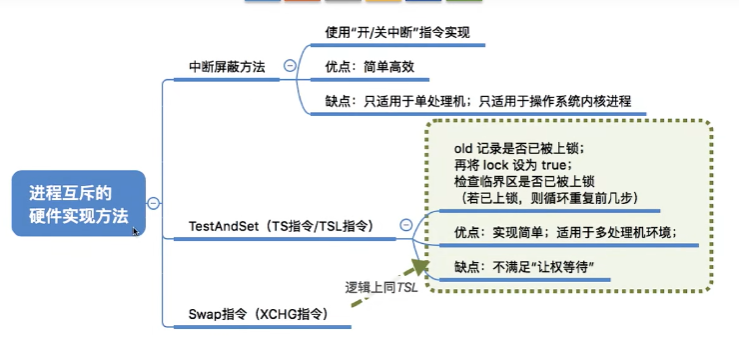 使用“开/关中断”指令实现
中断屏蔽方法
优点：简单高效
缺点：只适用于单处理机；只适用于操作系统内核进程
old 记录是否已被上锁；
再将 lock 设为 true；
检查临界区是否已被上锁
（若已上锁，则循环重复前几步）
进程互斥的
硬件实现方法
TestAndSet（TS指令/TSL指令）
优点：实现简单；适用于多处理机环境；
缺点：不满足“让权等待”
逻辑上同TSL
Swap指令（XCHG指令）